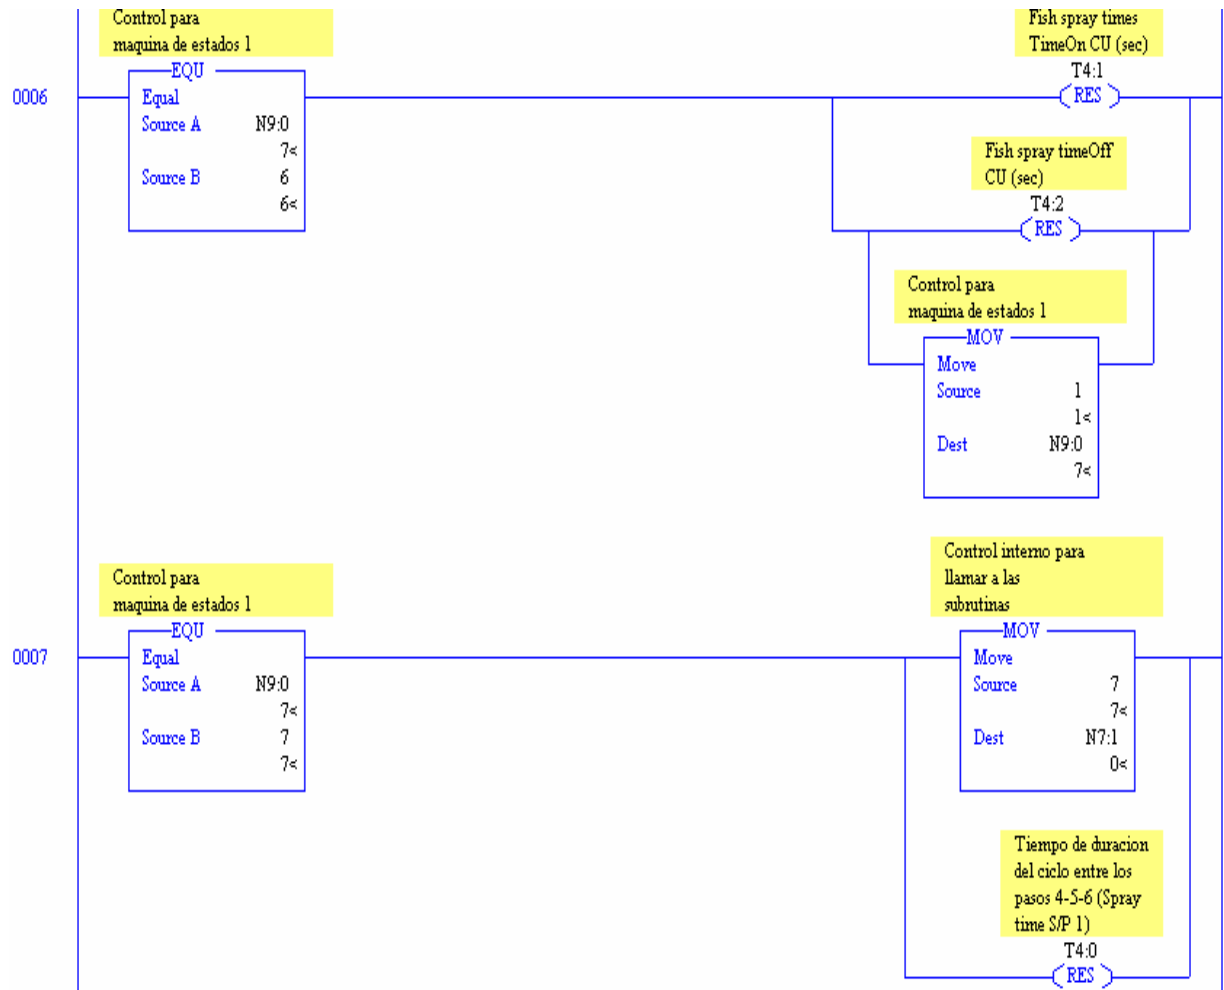 Control para
maquina de estados 1
EQU
0006
Equal
Source A N9:0
7<
Source B 6
6<
Fish spray times
TimeOn CU (sec)
T4:1
RES
Fish spray timeOff
CU (sec)
T4:2
RES
Control para
maquina de estados 1
MOV
Move
Source 1
1<
Dest N9:0
7<
Control para
maquina de estados 1
EQU
0007
Equal
Source A N9:0
7<
Source B 7
7<
Control interno para
llamar a las
subrutinas
MOV
Move
Source 7
7<
Dest N7:1
0<
Tiempo de duracion
del ciclo entre los
pasos 4-5-6 (Spray
time S/P 1)
T4:0
RES